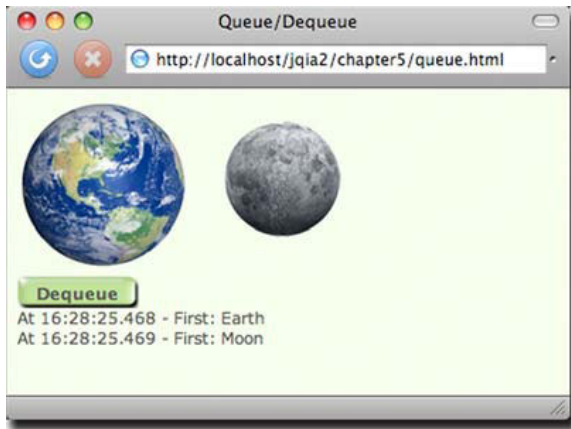 Queue/Dequeue
http://localhost/jqia2/chapter5/queue.html
Dequeue
At 16:28:25.468 - First: Earth
At 16:28:25.469 - First: Moon